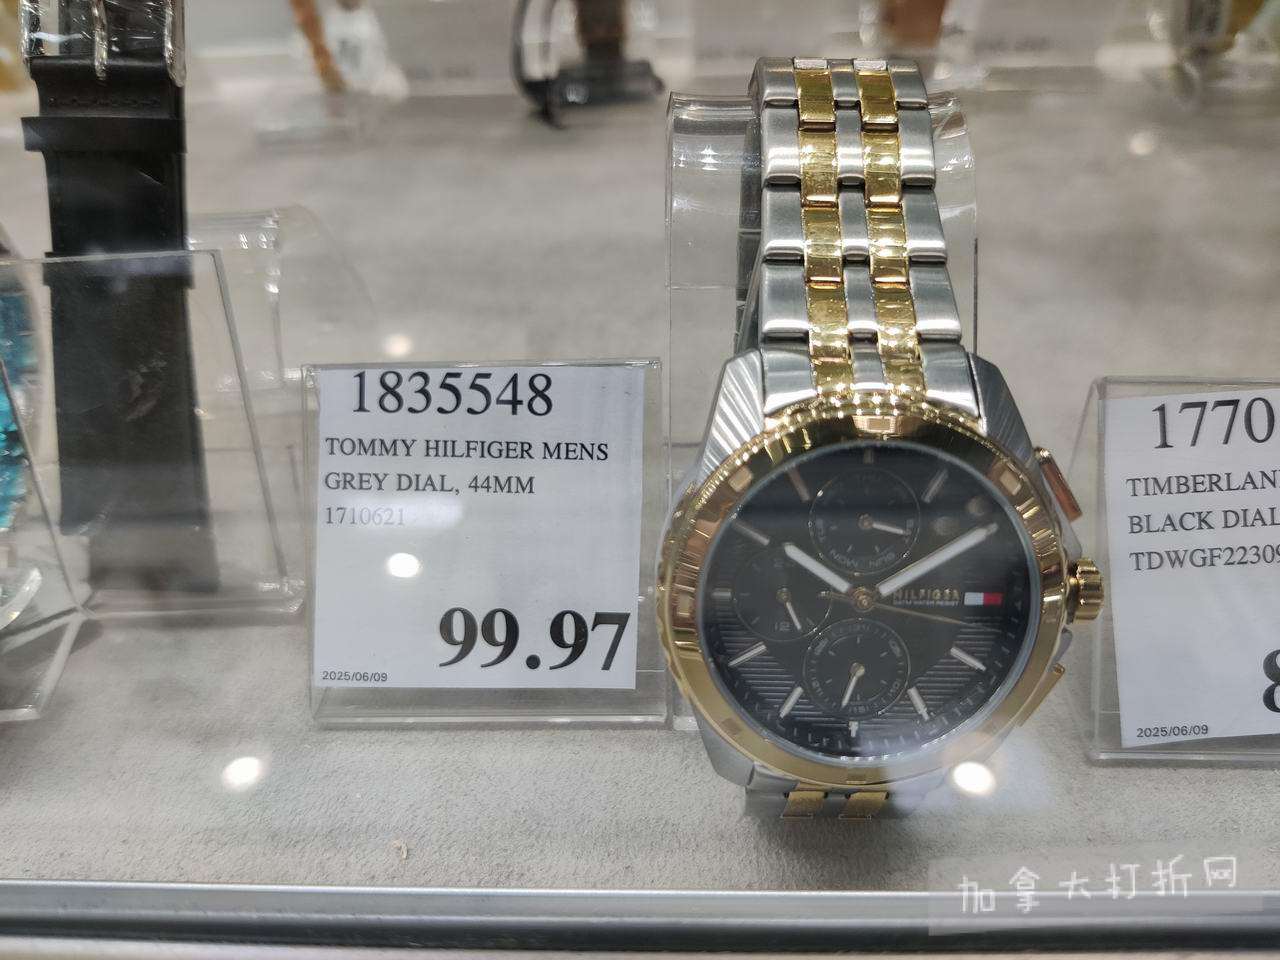 1835548
TOMMY HILFIGER MENS
GREY DIAL, 44MM
1710621
99.97
2025/06/09
HILFIGER
1770
TIMBERLAN
BLACK DIAL
TDWGF22309
8
2025/06/09
加拿大打折网